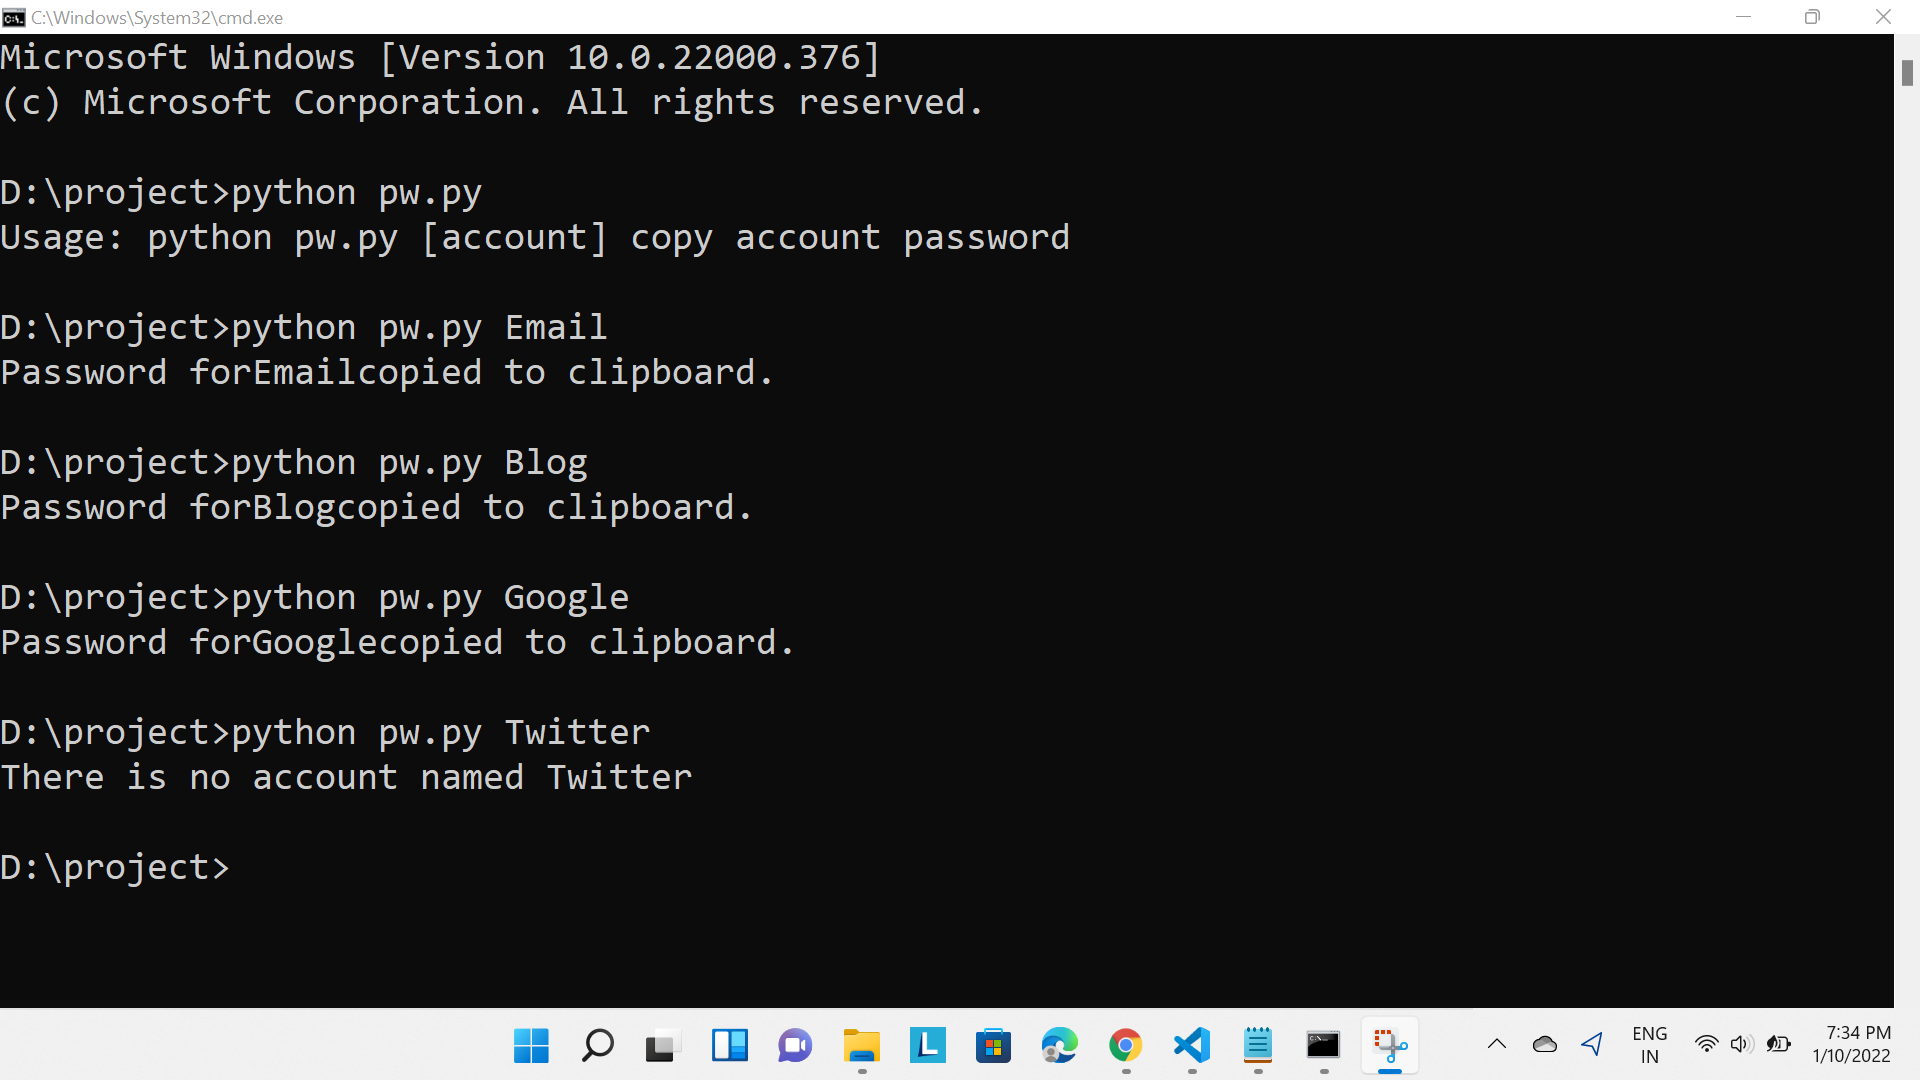 C:\Windows\System32\cmd.exe
Microsoft Windows [Version 10.0.22000.376]
(c) Microsoft Corporation. All rights reserved.
D:\project>python pw.py
Usage: python pw.py [account] copy account password
D:\project>python pw.py Email
Password forEmailcopied to clipboard.
D:\project>python pw.py Blog
Password forBlogcopied to clipboard.
D:\project>python pw.py Google
Password forGooglecopied to clipboard.
D:\project>python pw.py Twitter
There is no account named Twitter
D:\project>
L
ENG
IN
7:34 PM
1/10/2022